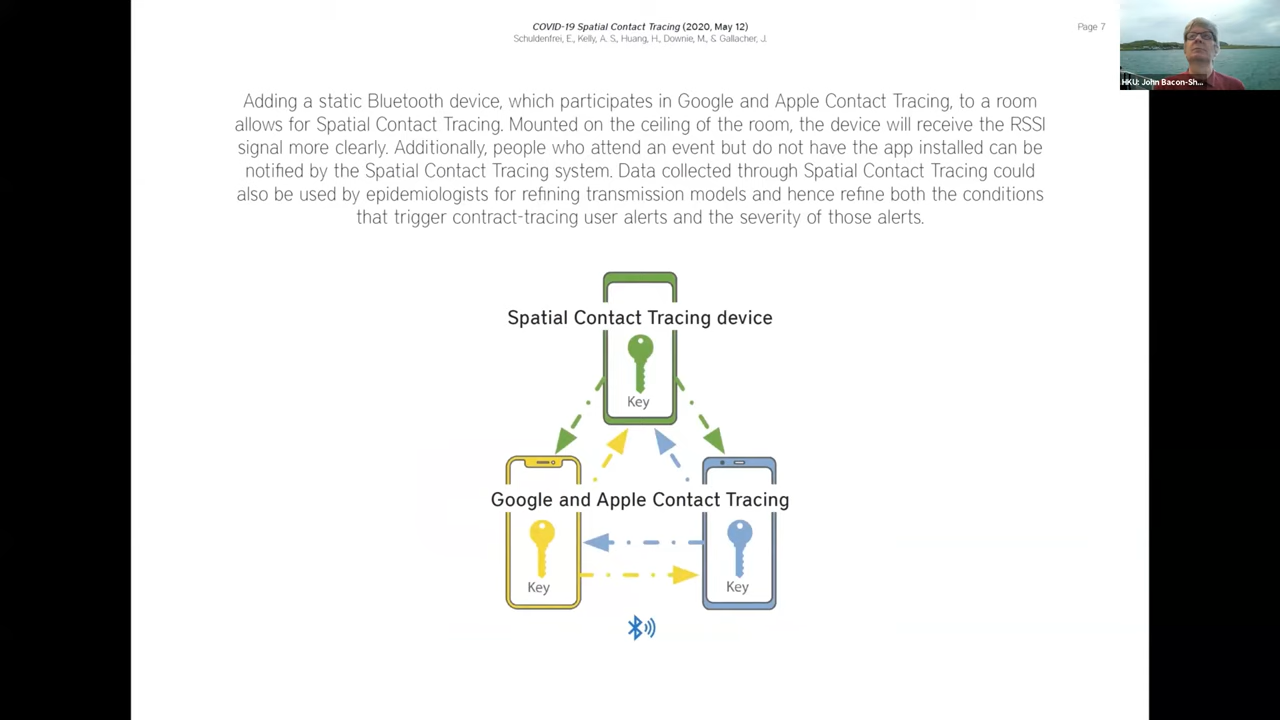 COVID-19 Spatial Contact Tracing (2020, May 12)
Schuldenfrei, E., Kelly, A. S., Huang, H., Downie, M., & Gallacher, J.
Page 7
HKU: John Bacon-Sh...
Adding a static Bluetooth device, which participates in Google and Apple Contact Tracing, to a room
allows for Spatial Contact Tracing. Mounted on the ceiling of the room, the device will receive the RSSI
signal more clearly. Additionally, people who attend an event but do not have the app installed can be
notified by the Spatial Contact Tracing system. Data collected through Spatial Contact Tracing could
also be used by epidemiologists for refining transmission models and hence refine both the conditions
that trigger contract-tracing user alerts and the severity of those alerts.
Spatial Contact Tracing device
Key
Google and Apple Contact Tracing
Key
Key